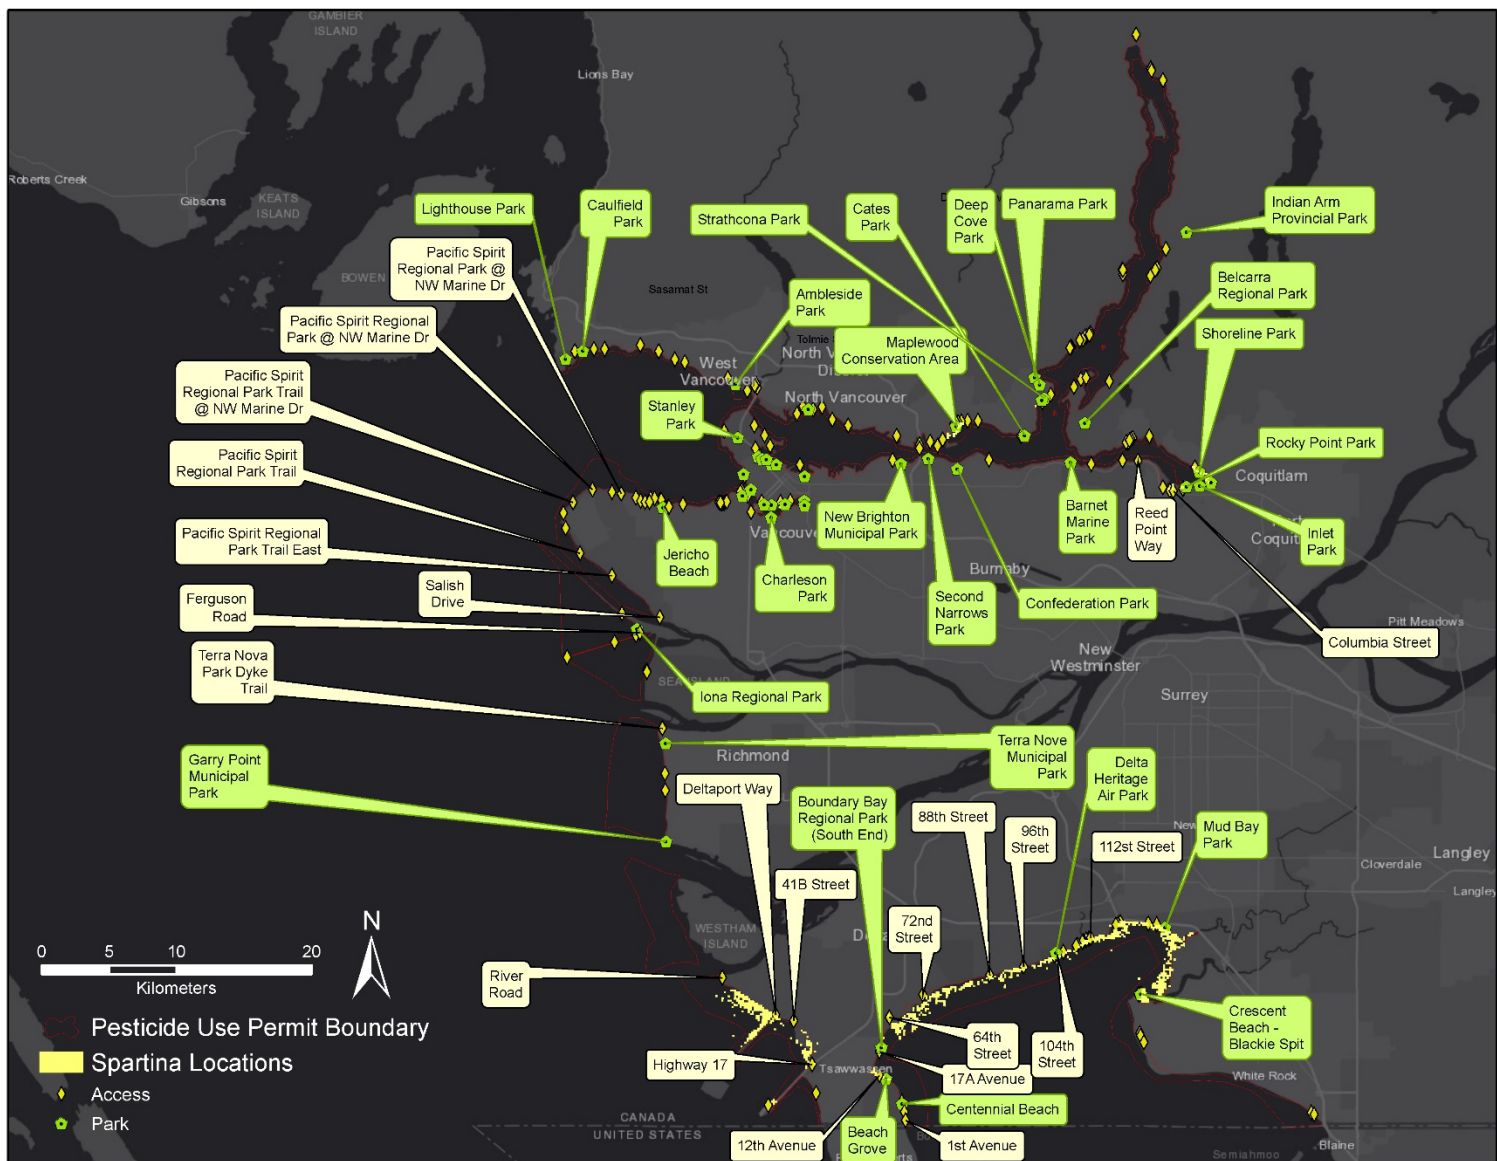 GAMBIER
ISLAND
Lions Bay
Roberts Creek
Gibsons
KEATS
ISLAND
BOWEN
Lighthouse Park
Caulfield
Park
Strathcona Park
Cates
Park
Deep
Cove
Park
Panarama Park
Indian Arm
Provincial Park
Pacific Spirit
Regional Park @
NW Marine Dr
Sasamat St
Ambleside
Park
Belcarra
Regional Park
Pacific Spirit Regional
Park @ NW Marine Dr
Shoreline Park
Maplewood
Conservation Area
West
Vancouver
North Vancouver
Pacific Spirit
Regional Park Trail
@ NW Marine Dr
Stanley
Park
Rocky Point Park
Coquitlam
Pacific Spirit
Regional Park Trail
New Brighton
Municipal Park
Barnet
Marine
Park
Reed
Point
Way
Inlet
Park
Pacific Spirit Regional
Park Trail East
Jericho
Beach
Charleson
Park
Burnaby
Salish
Drive
Second
Narrows
Park
Confederation Park
Ferguson
Road
Pitt Meadows
Columbia Street
New
Westminster
Terra Nova
Park Dyke
Trail
Iona Regional Park
Surrey
Garry Point
Municipal
Park
Richmond
Terra Nove
Municipal
Park
Delta
Heritage
Air Park
Deltaport Way
Boundary Bay
Regional Park
(South End)
88th Street
96th
Street
112st Street
Mud Bay
Park
Cloverdale
Langley
Langley
41B Street
72nd
Street
WESTHAM
ISLAND
N
0 5 10 20
Kilometers
River
Road
Pesticide Use Permit Boundary
Spartina Locations
Access
Park
Highway 17
Tsawwassen
64th
Street
104th
Street
17A Avenue
Crescent
Beach -
Blackie Spit
White Rock
Centennial Beach
CANADA
UNITED STATES
12th Avenue
Beach
Grove
1st Avenue
Blaine
Semiahmoo